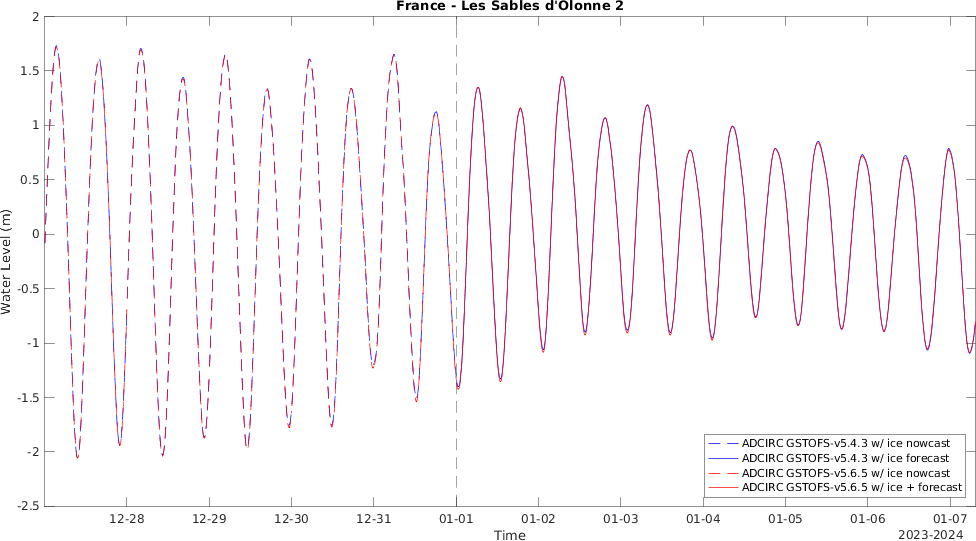 France - Les Sables d'Olonne 2
2
1.5
1
0.5
0
-0.5
-1
-1.5
-2
-2.5
Water Level (m)
ADCIRC GSTOFS-v5.4.3 w/ ice nowcast
ADCIRC GSTOFS-v5.4.3 w/ ice forecast
ADCIRC GSTOFS-v5.6.5 w/ ice nowcast
ADCIRC GSTOFS-v5.6.5 w/ ice + forecast
12-28 12-29 12-30 12-31 01-01 01-02 01-03 01-04 01-05 01-06 01-07
Time
2023-2024